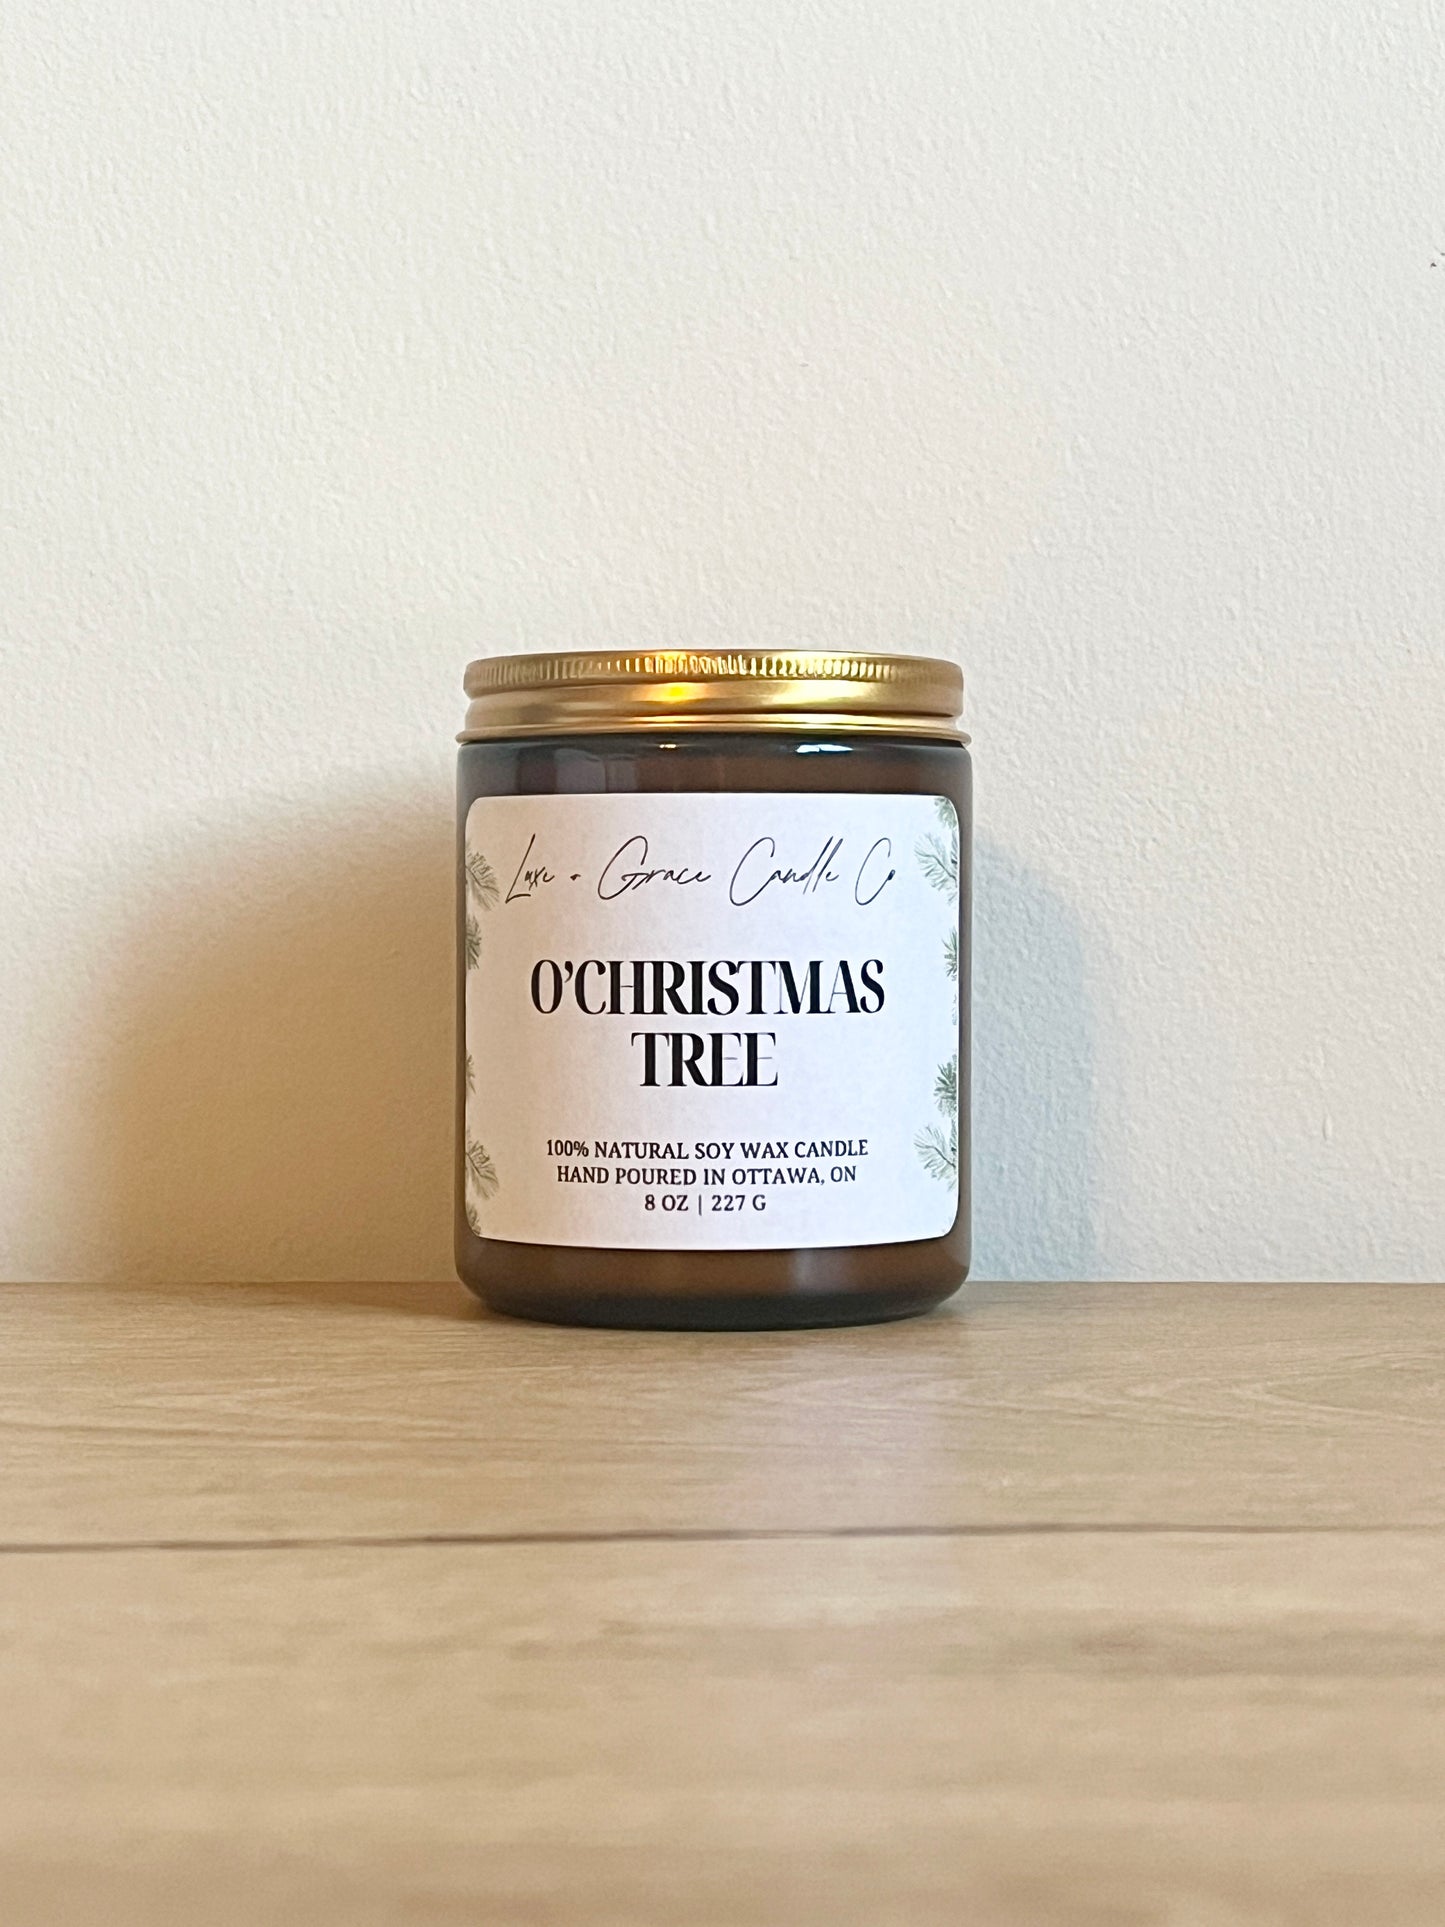 Luxe + Grace Candle Co
O’CHRISTMAS
TREE
100% NATURAL SOY WAX CANDLE
HAND POURED IN OTTAWA, ON
8 OZ | 227 G